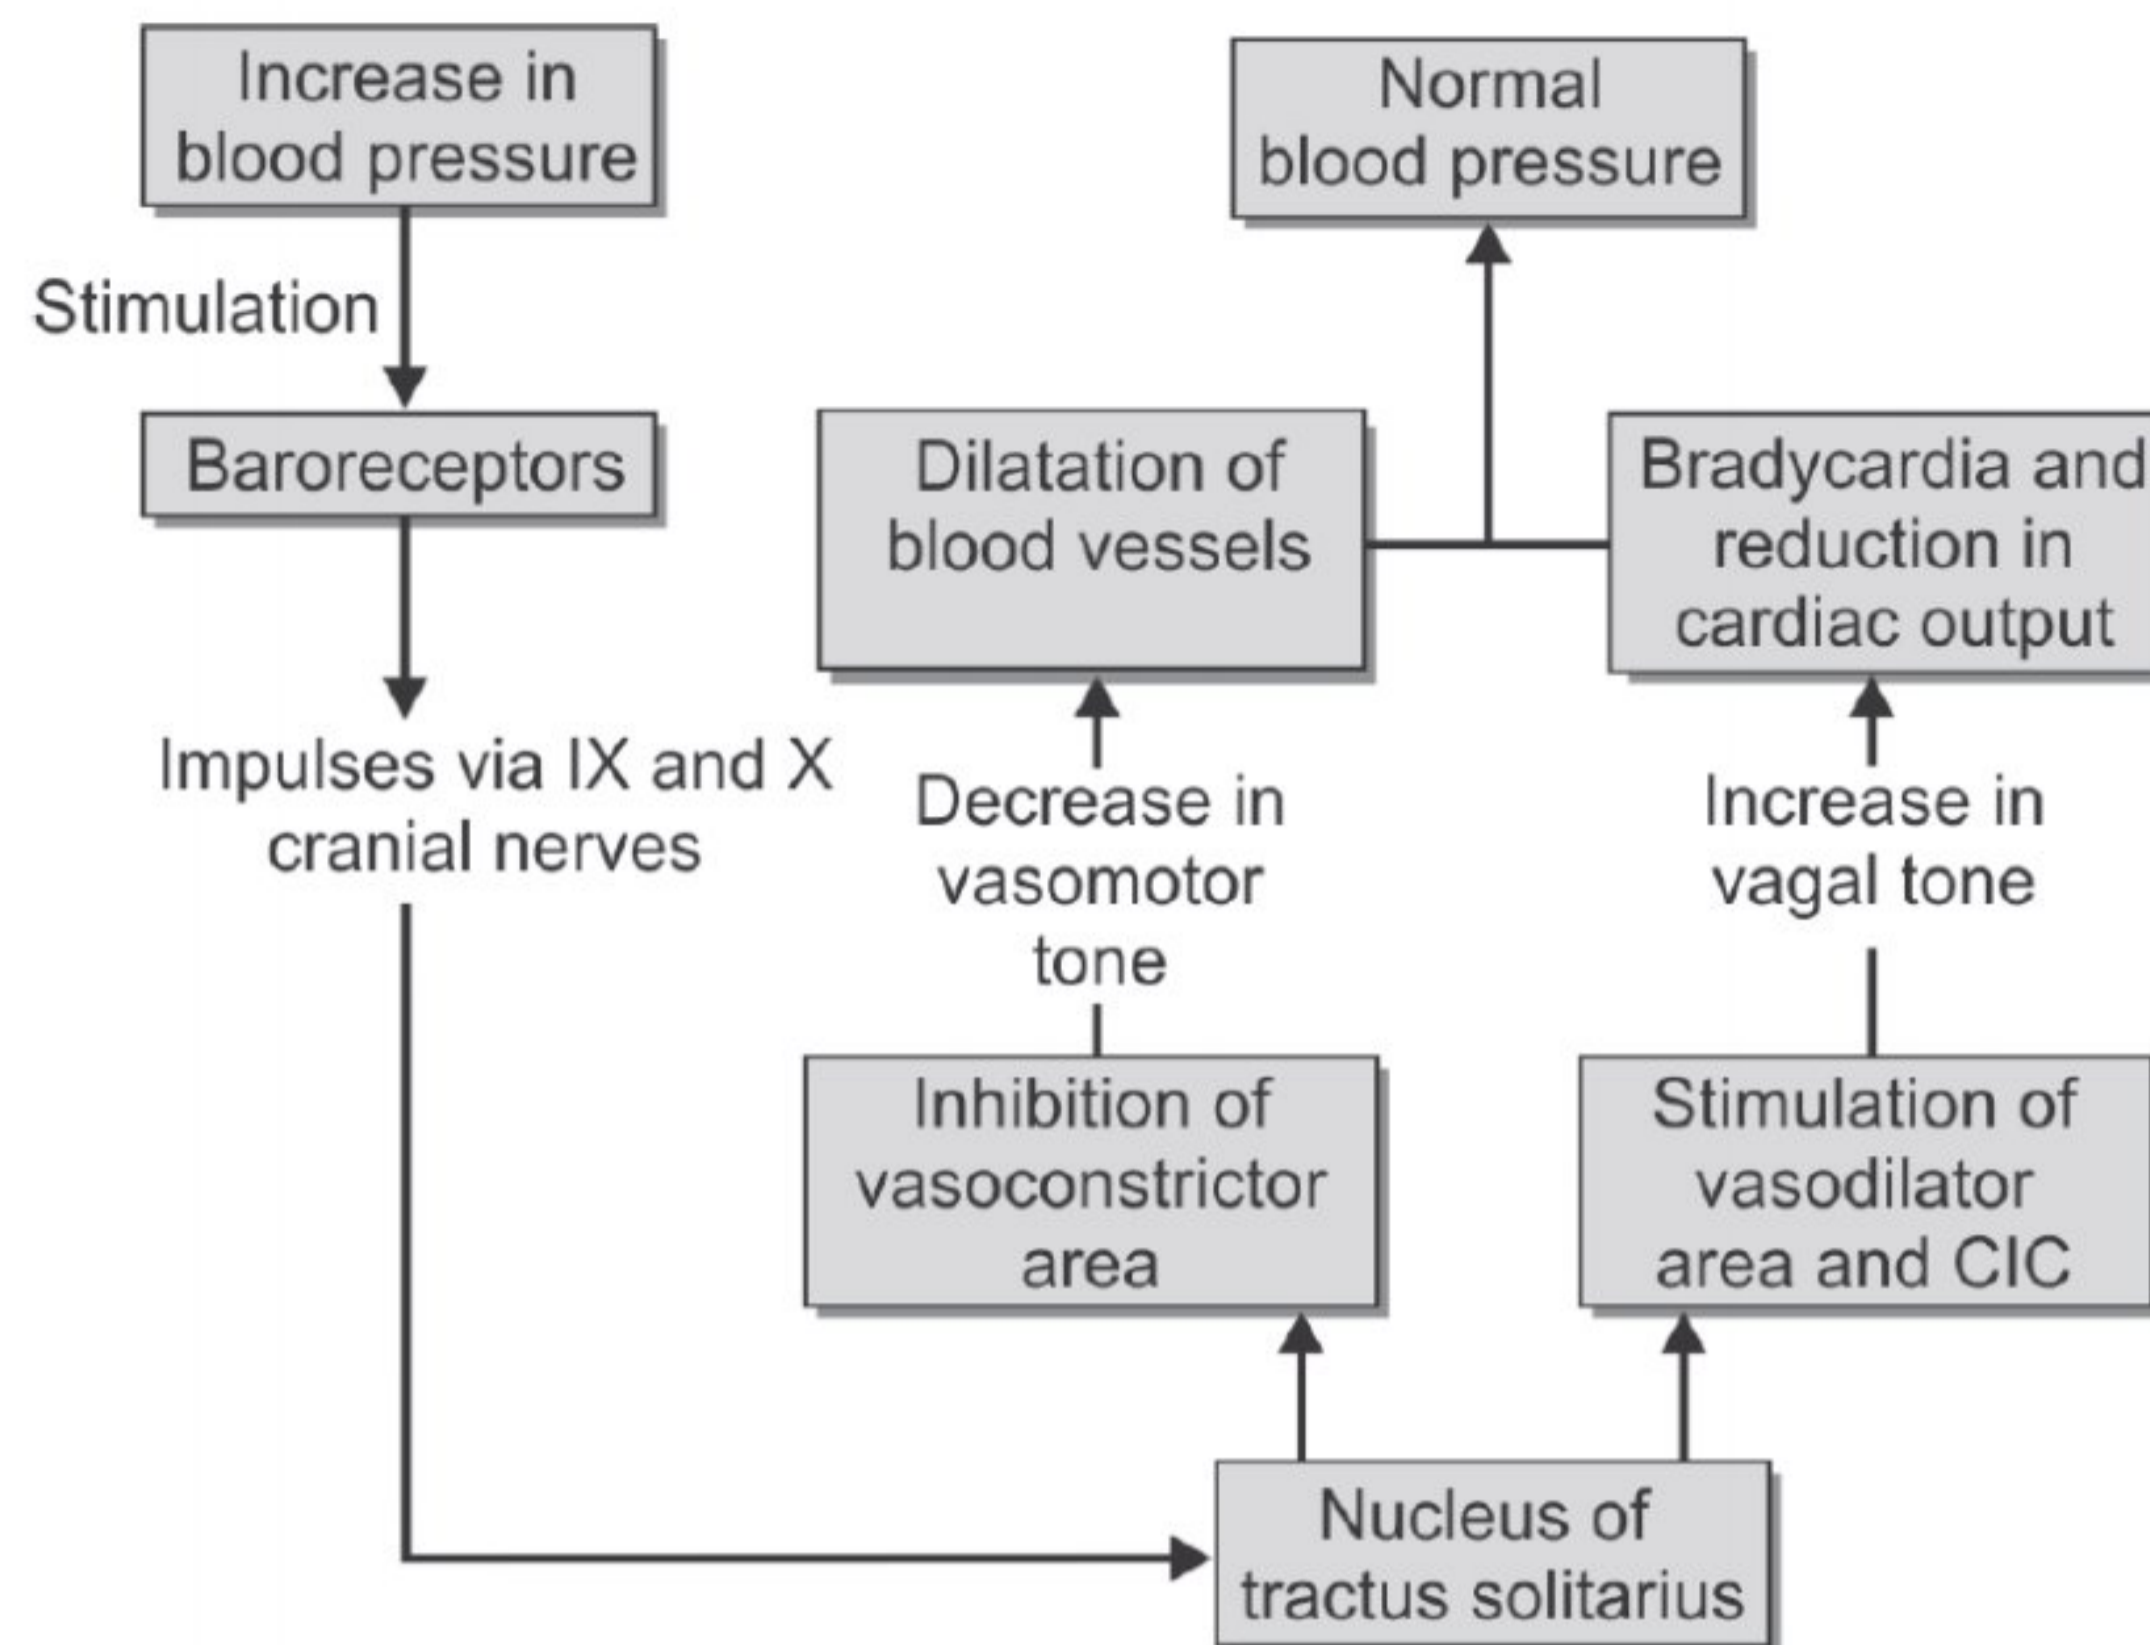 Increase in
blood pressure
Stimulation
Baroreceptors
Impulses via IX and X
cranial nerves
Nucleus of
tractus solitarius
Inhibition of
vasoconstrictor
area
Decrease in
vasomotor
tone
Dilatation of
blood vessels
Stimulation of
vasodilator
area and CIC
Increase in
vagal tone
Bradycardia and
reduction in
cardiac output
Normal
blood pressure